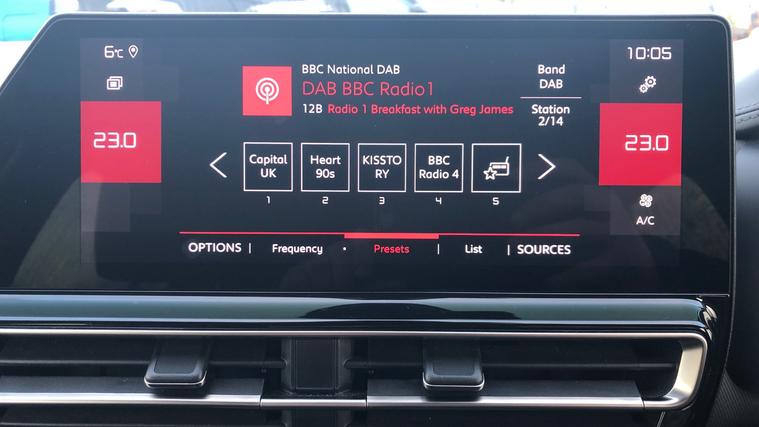 6°C
10:05
BBC National DAB
DAB BBC Radio1
12B Radio 1 Breakfast with Greg James
Band
DAB
Station
2/14
23.0
23.0
Capital
UK
Heart
90s
KISSTO
RY
BBC
Radio 4
1
2
3
4
5
A/C
OPTIONS | Frequency • Presets | List | SOURCES